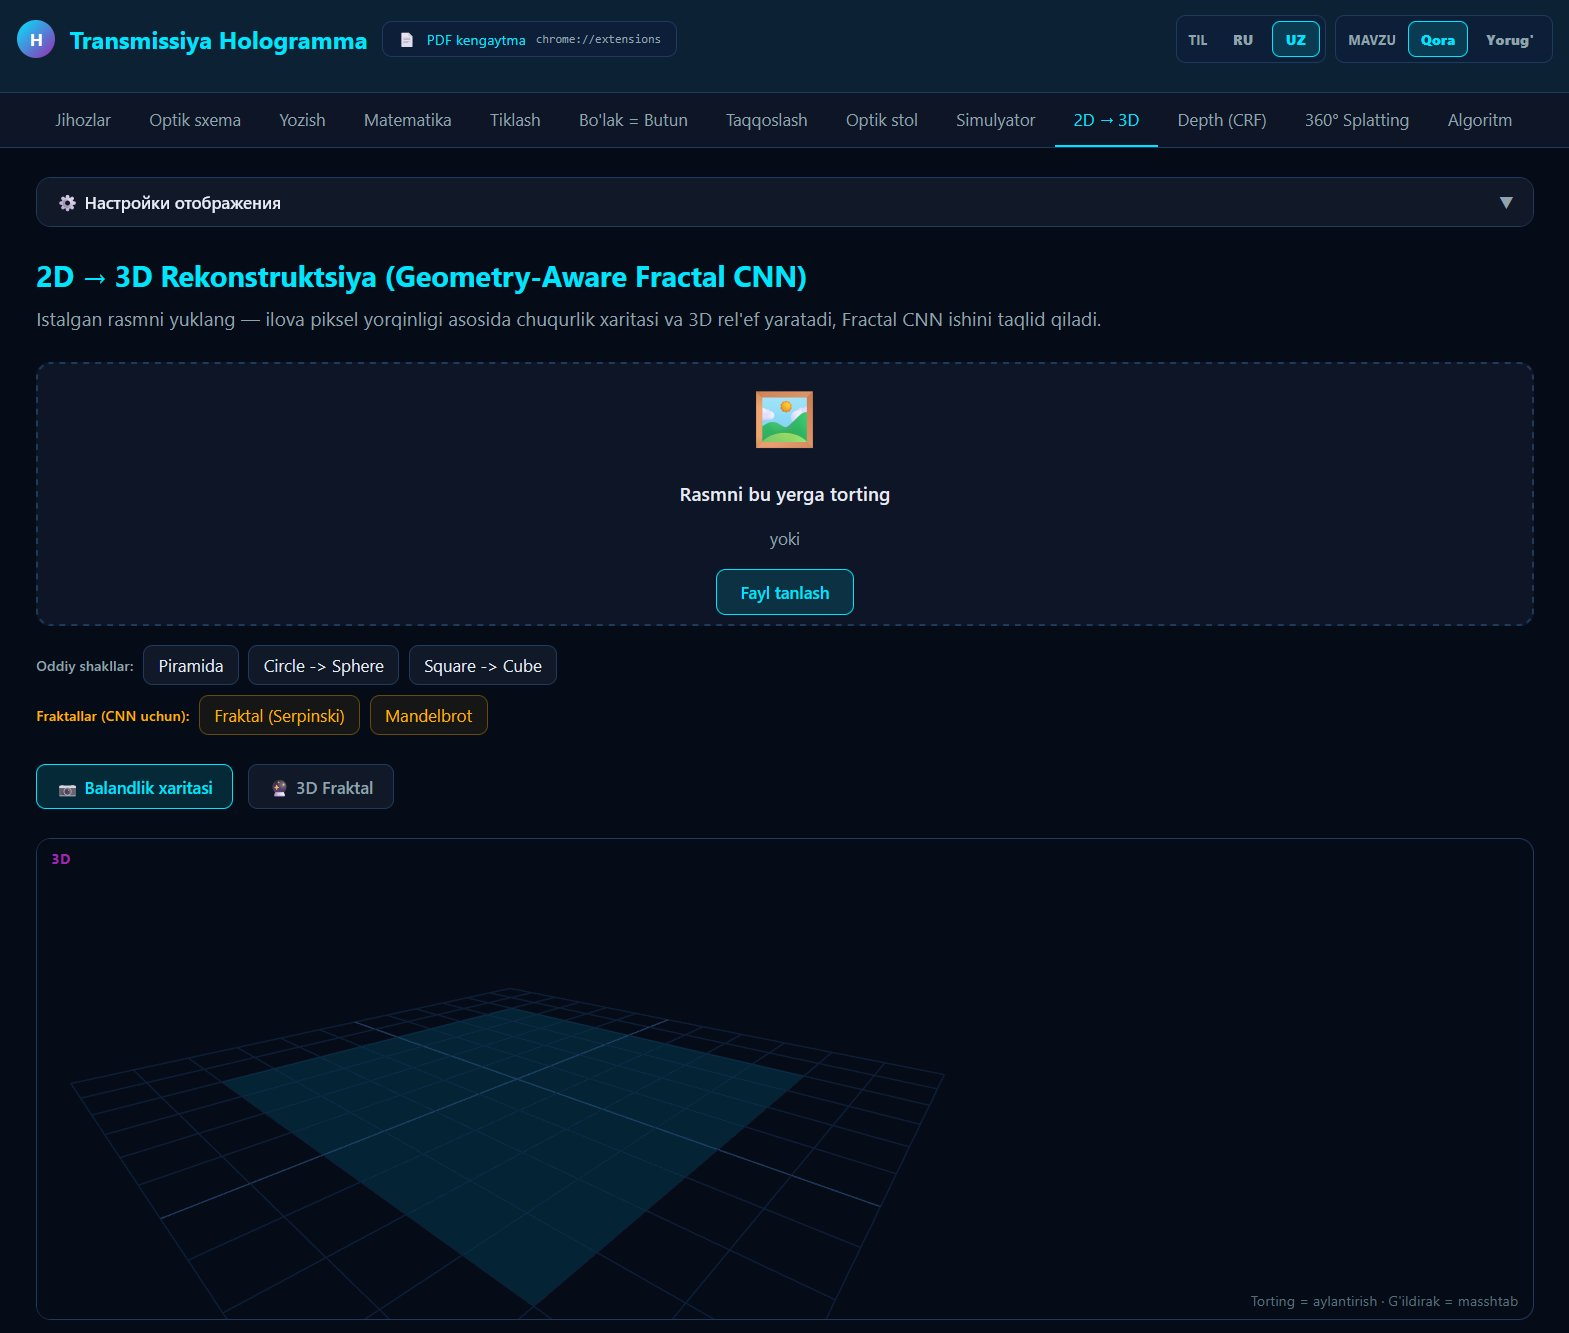 H Transmissiya Hologramma PDF kengaytma chrome://extensions TIL RU UZ MAVZU Qora Yorug'
Jihozlar Optik sxema Yozish Matematika Tiklash Bo'lak = Butun Taqqoslash Optik stol Simulyator 2D → 3D Depth (CRF) 360° Splatting Algoritm
Настройки отображения ▼
2D → 3D Rekonstruktsiya (Geometry-Aware Fractal CNN)
Istalgan rasmni yuklang — ilova piksel yorqinligi asosida chuqurlik xaritasi va 3D rel'ef yaratadi, Fractal CNN ishini taqlid qiladi.
Rasmni bu yerga torting
yoki
Fayl tanlash
Oddiy shakllar: Piramida Circle -> Sphere Square -> Cube
Fraktallar (CNN uchun): Fraktal (Serpinski) Mandelbrot
Balandlik xaritasi 3D Fraktal
3D
Torting = aylantirish · G'ildirak = masshtab